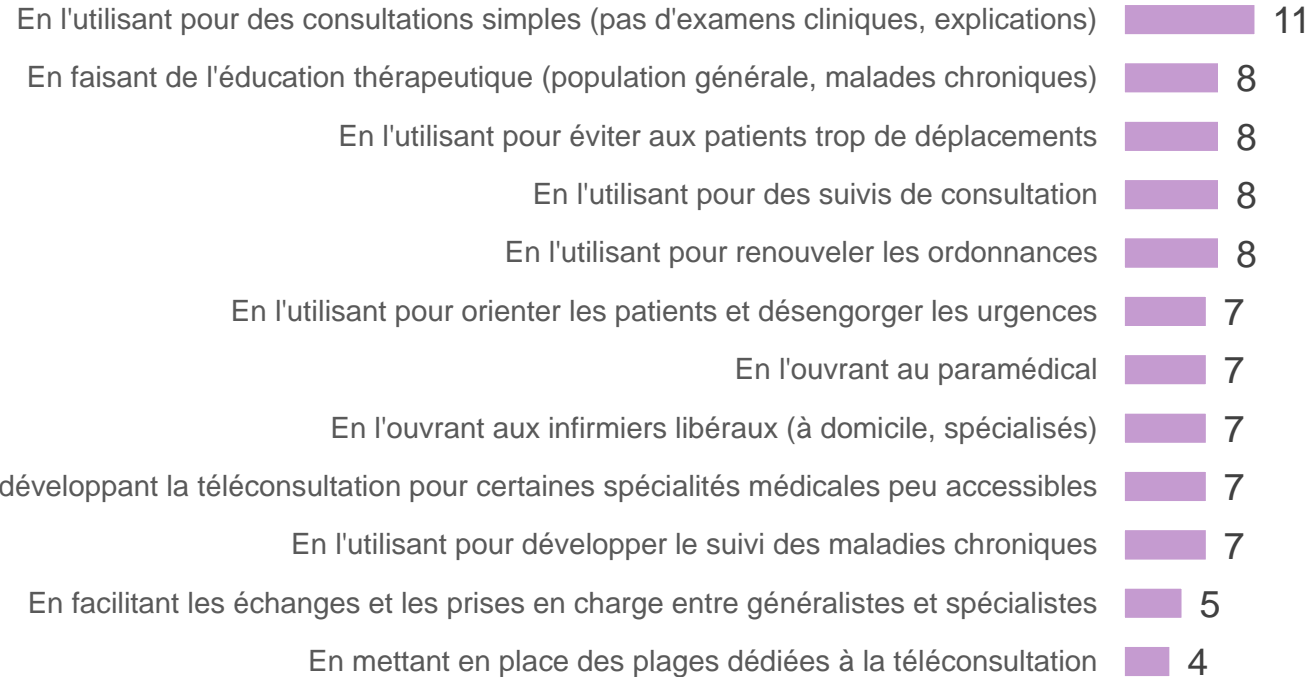 En l'utilisant pour des consultations simples (pas d'examens cliniques, explications) 11
En faisant de l'éducation thérapeutique (population générale, malades chroniques) 8
En l'utilisant pour éviter aux patients trop de déplacements 8
En l'utilisant pour des suivis de consultation 8
En l'utilisant pour renouveler les ordonnances 8
En l'utilisant pour orienter les patients et désengorger les urgences 7
En l'ouvrant au paramédical 7
En l'ouvrant aux infirmiers libéraux (à domicile, spécialisés) 7
développant la téléconsultation pour certaines spécialités médicales peu accessibles 7
En l'utilisant pour développer le suivi des maladies chroniques 7
En facilitant les échanges et les prises en charge entre généralistes et spécialistes 5
En mettant en place des plages dédiées à la téléconsultation 4